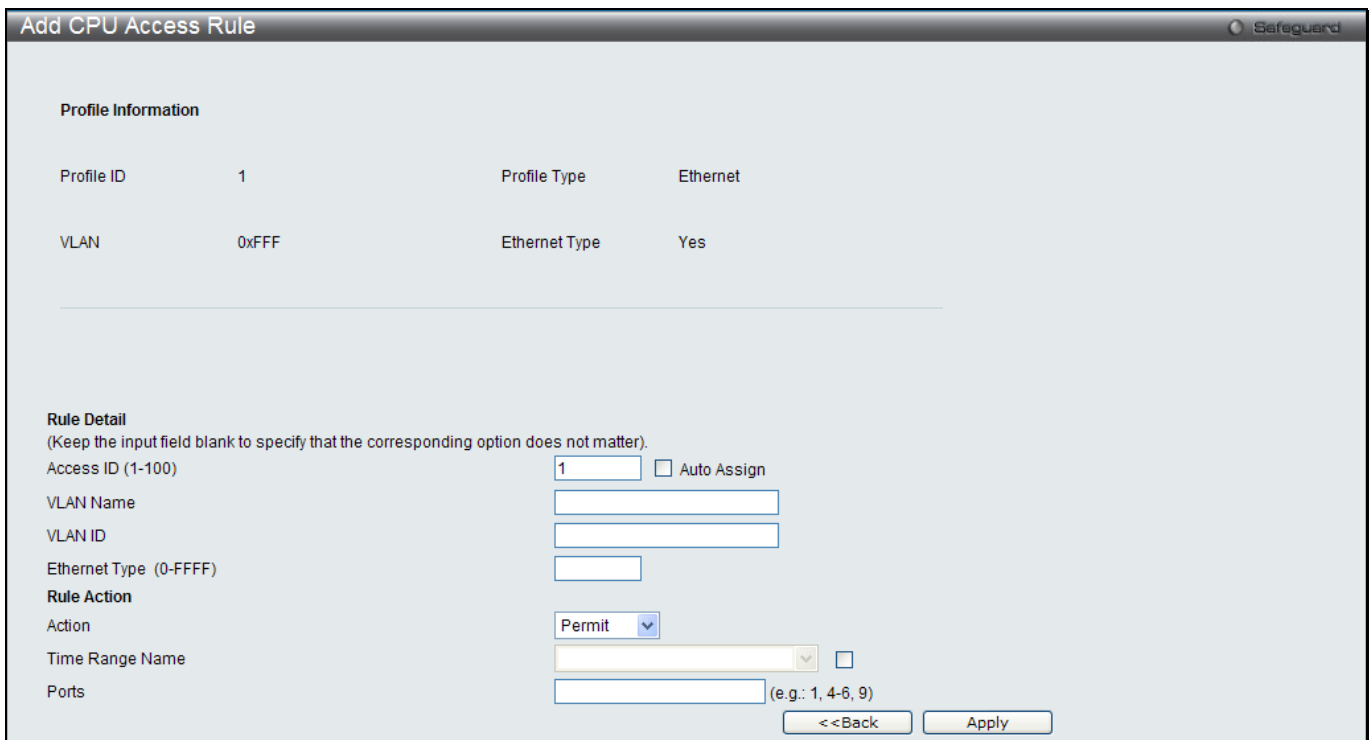 Add CPU Access Rule Safeguard
Profile Information
Profile ID 1 Profile Type Ethernet
VLAN 0xFFF Ethernet Type Yes
Rule Detail
(Keep the input field blank to specify that the corresponding option does not matter).
Access ID (1-100) 1 Auto Assign
VLAN Name
VLAN ID
Ethernet Type (0-FFFF)
Rule Action
Action Permit
Time Range Name
Ports (e.g.: 1, 4-6, 9)
<<Back Apply